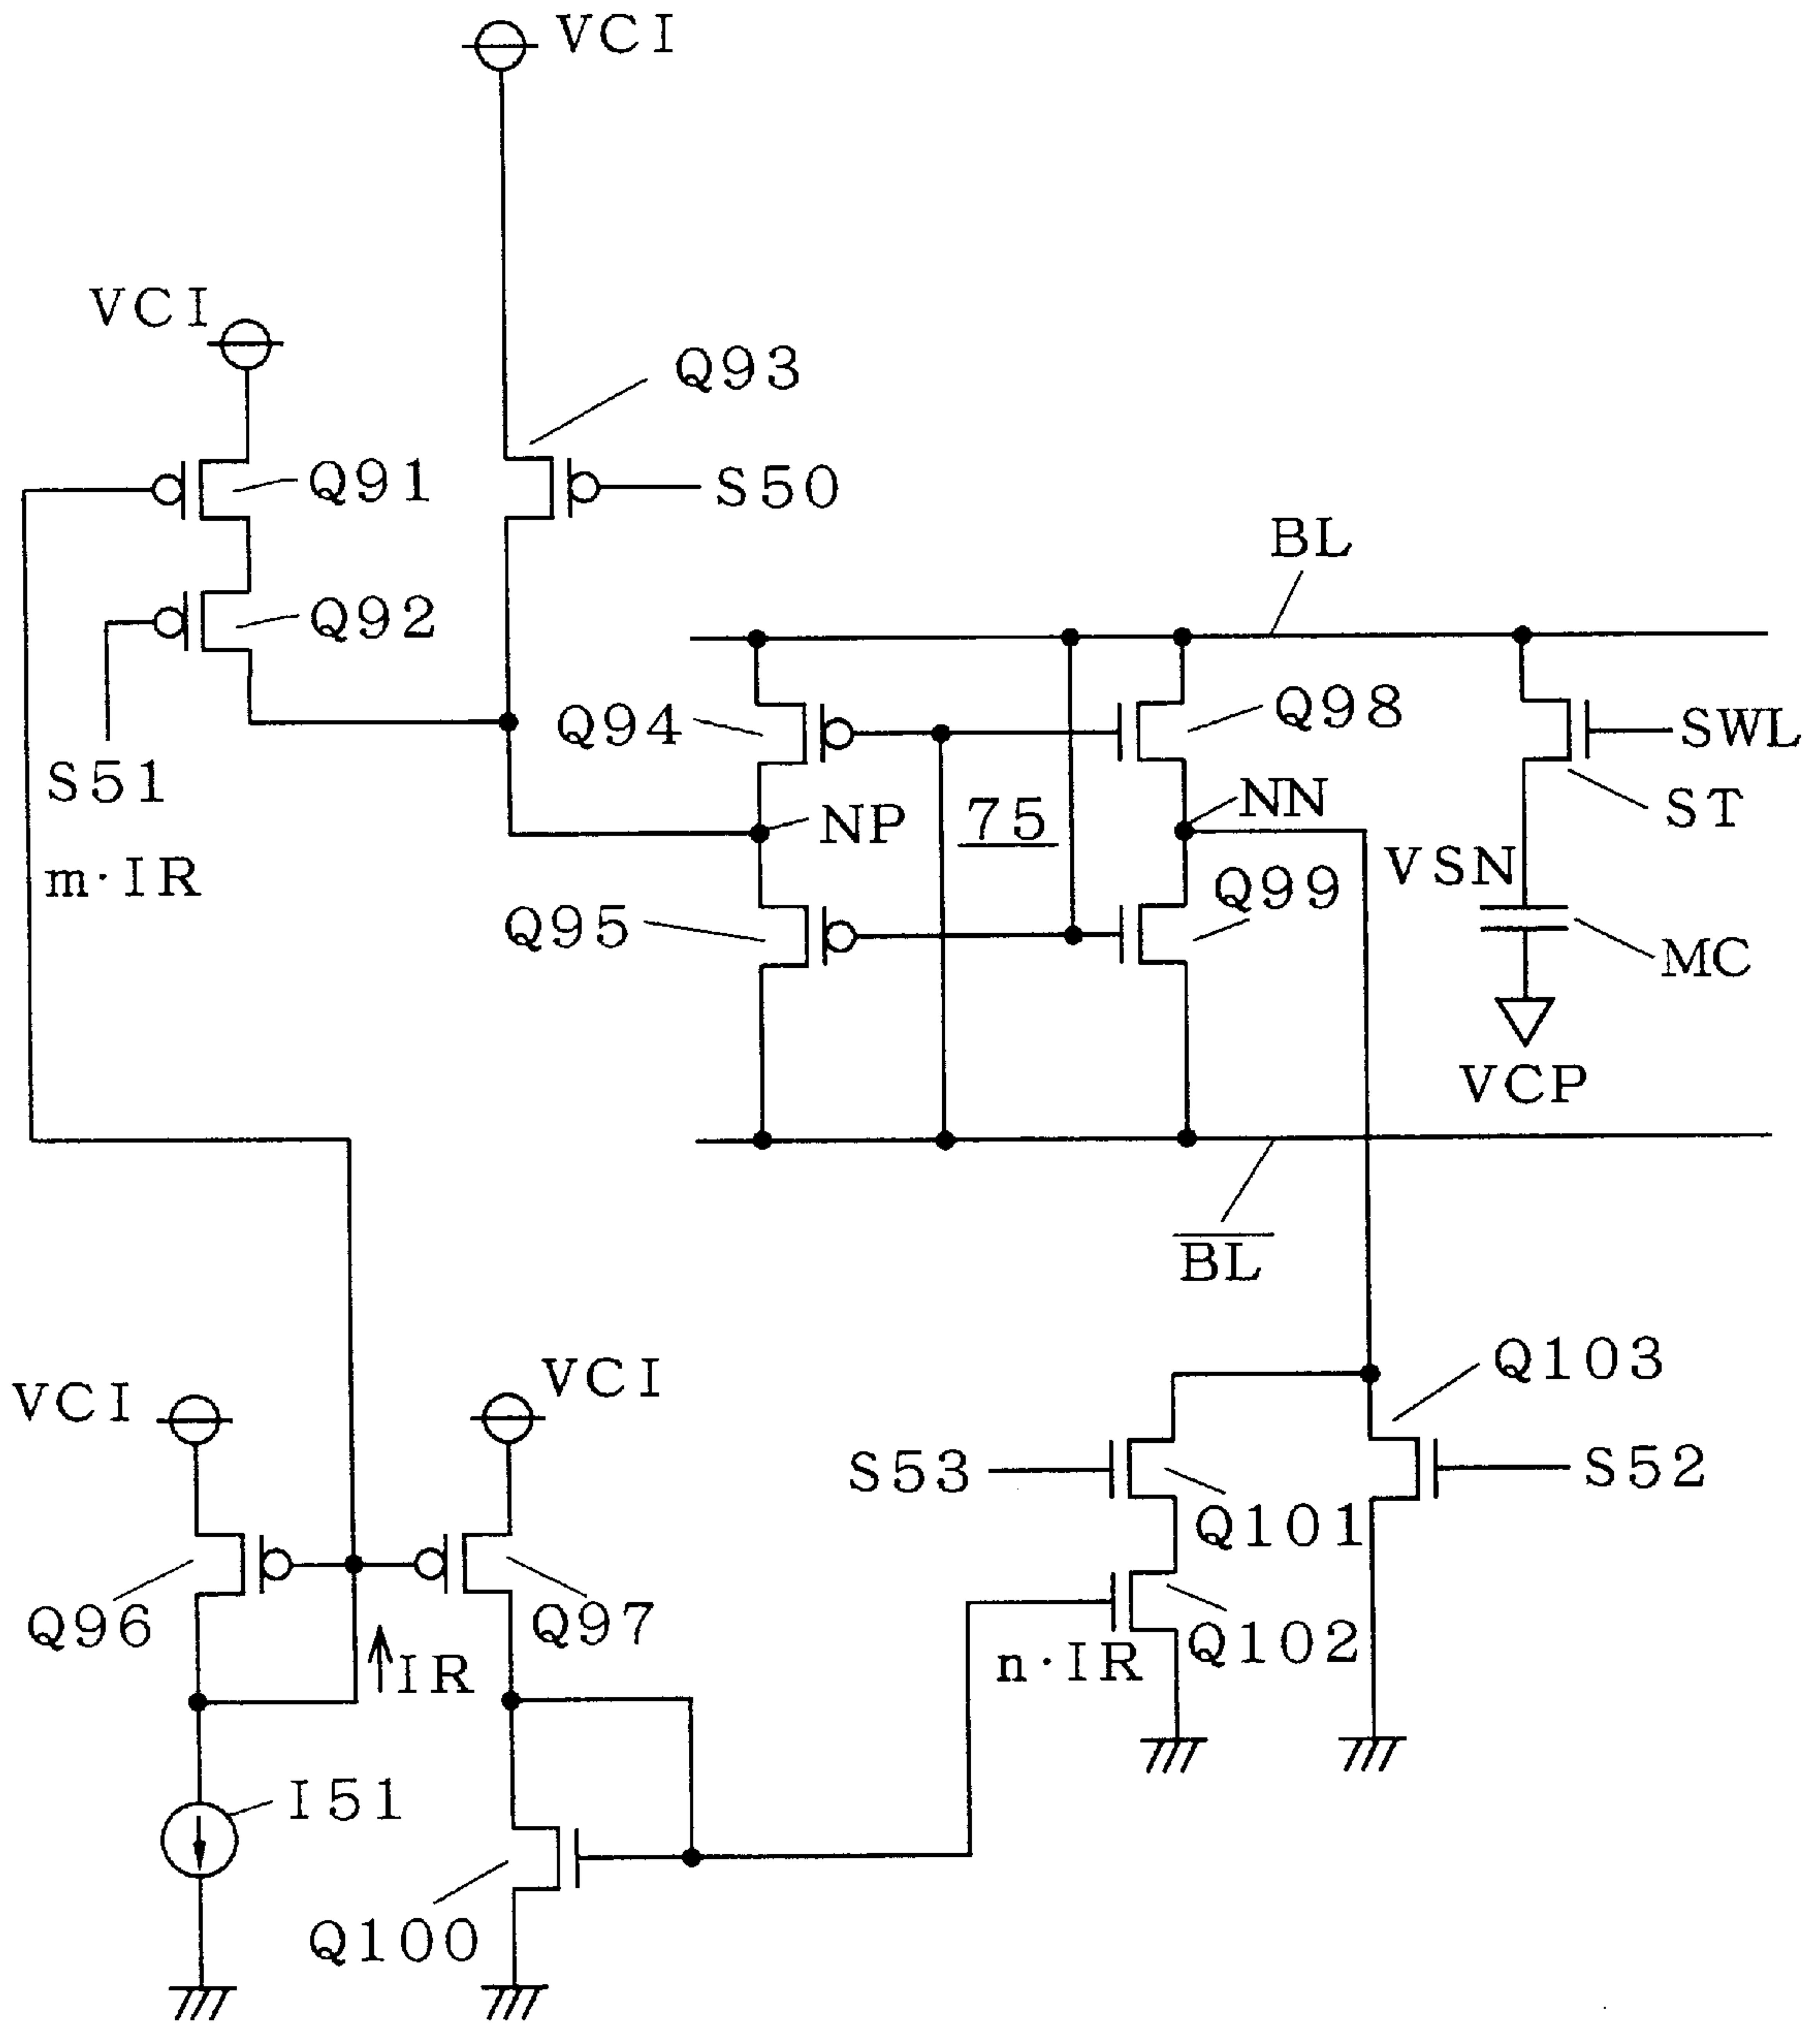 VCI
VCI
Q93
Q91
S50
BL
Q92
Q94
Q98
SWL
S51
NP
75
NN
ST
m·IR
VSN
Q95
Q99
MC
VCP
B̅L̅
VCI
VCI
Q103
S53
S52
Q101
Q96
Q97
Q102
IR
n·IR
I51
Q100